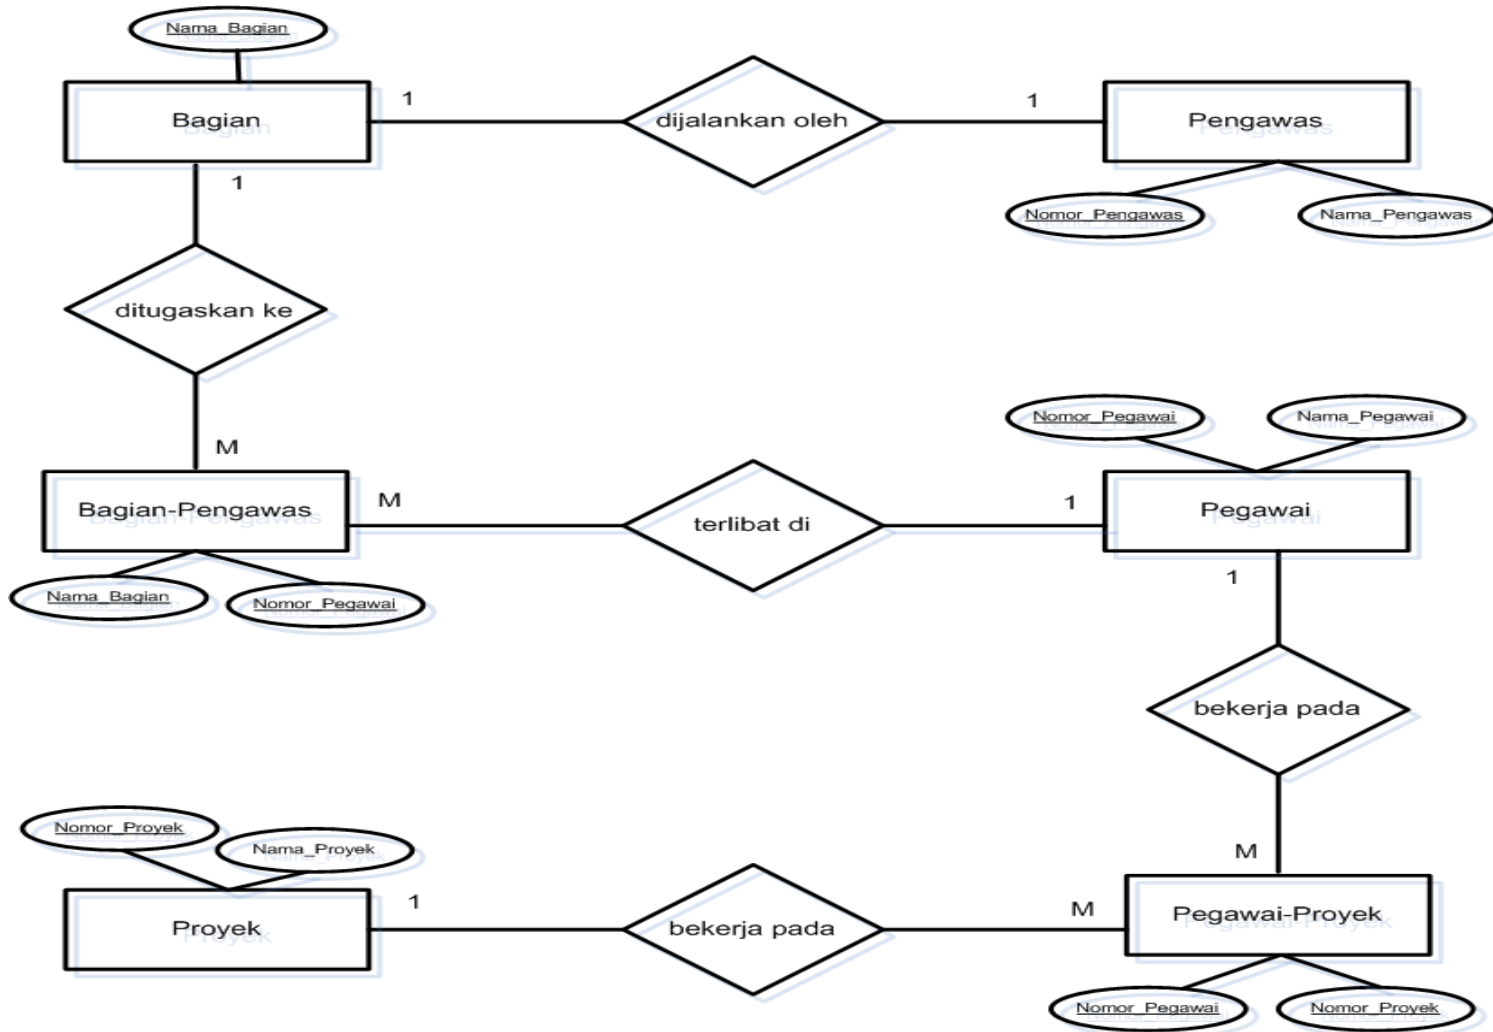 Nama_Bagian
Bagian
1
dijalankan oleh
1
Pengawas
1
Nomor_Pengawas
Nama_Pengawas
ditugaskan ke
M
Nomor_Pegawai
Nama_Pegawai
Bagian-Pengawas
M
terlibat di
1
Pegawai
1
Nama_Bagian
Nomor_Pegawai
bekerja pada
Nomor_Proyek
Nama_Proyek
M
Proyek
1
bekerja pada
M
Pegawai-Proyek
Nomor_Pegawai
Nomor_Proyek